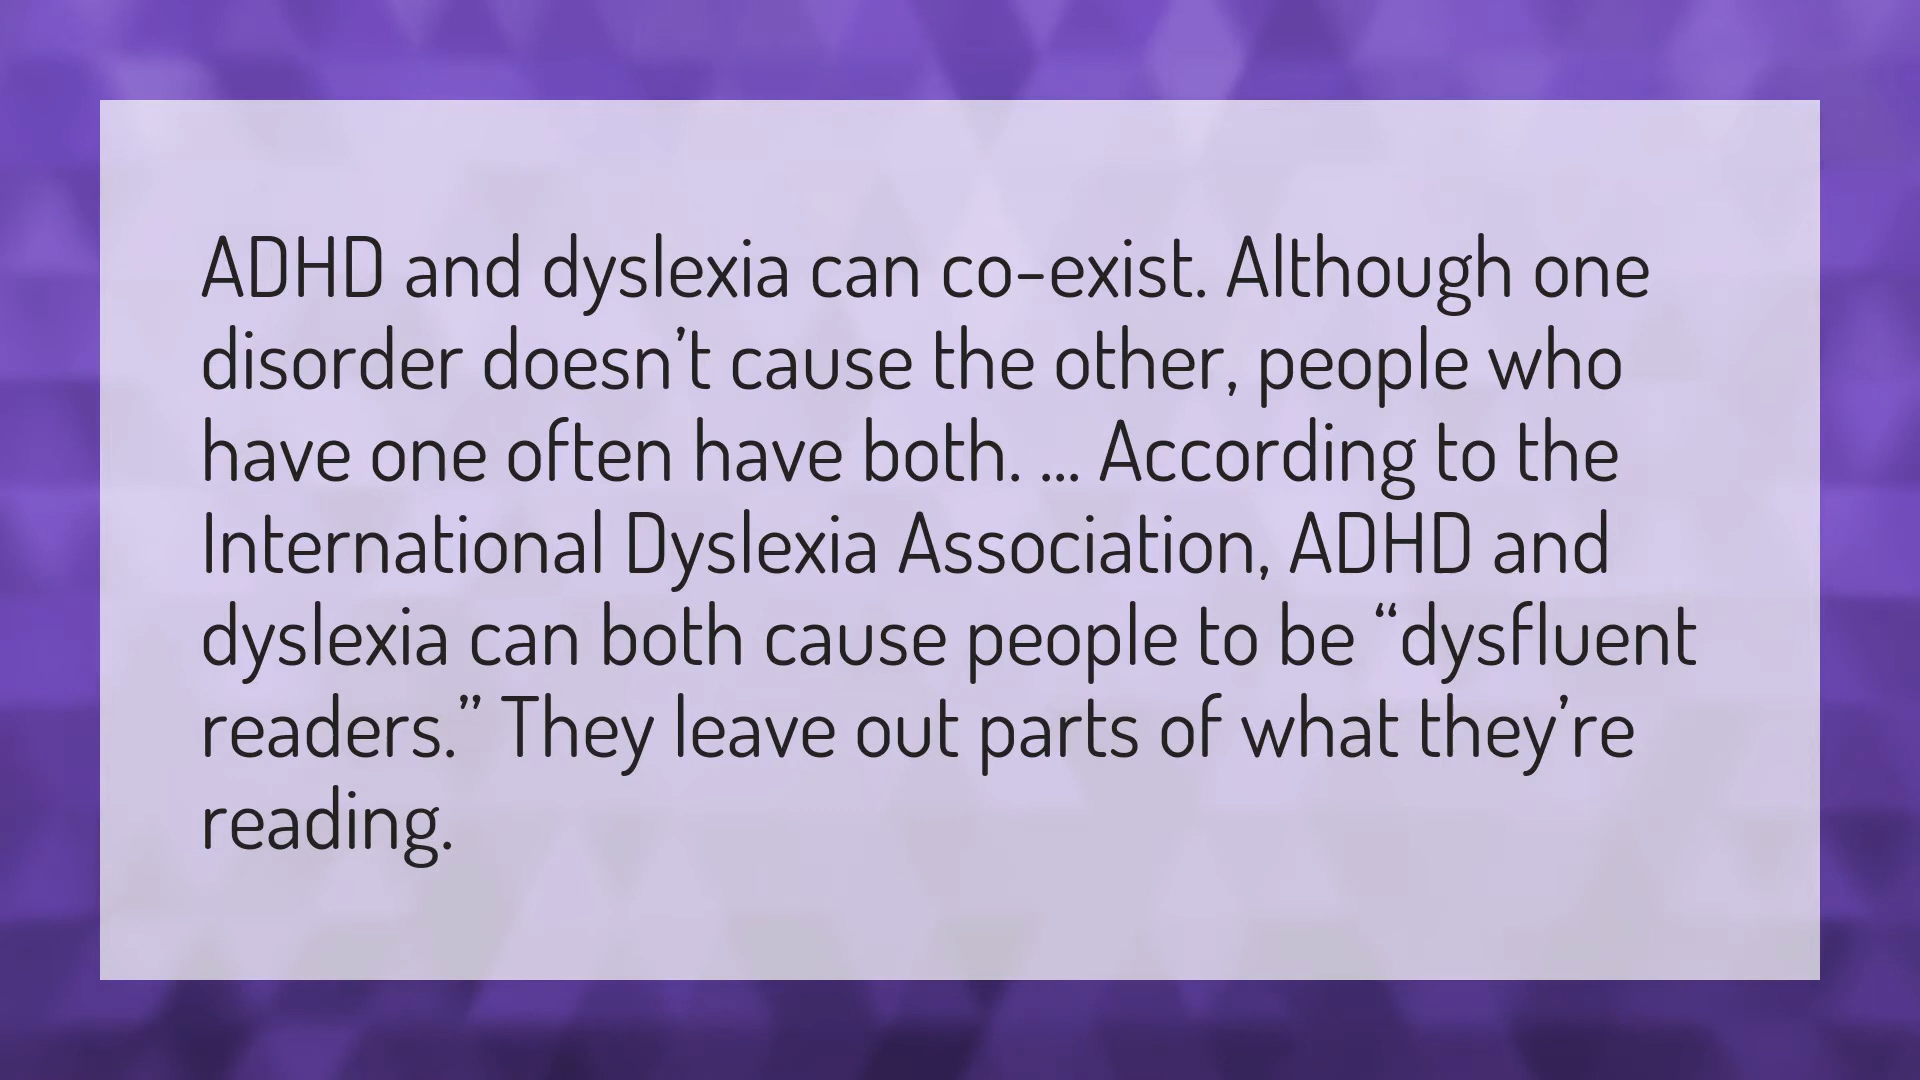 ADHD and dyslexia can co-exist. Although one
disorder doesn’t cause the other, people who
have one often have both. ... According to the
International Dyslexia Association, ADHD and
dyslexia can both cause people to be “dysfluent
readers.” They leave out parts of what they’re
reading.